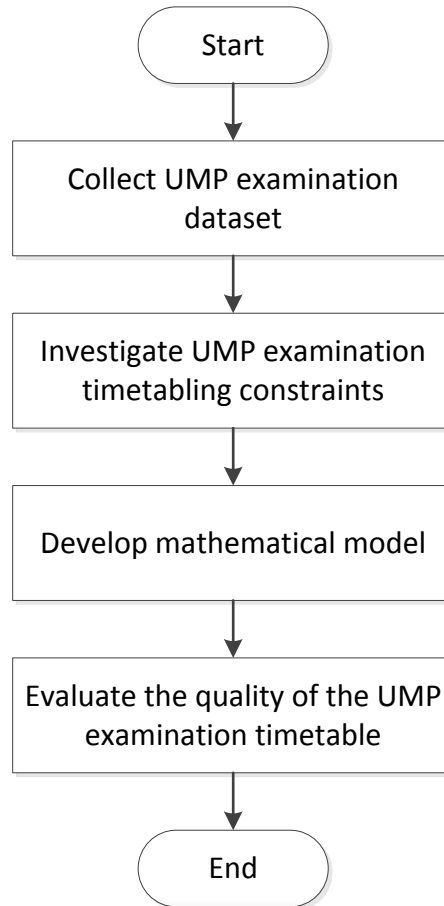 Start
Collect UMP examination
dataset
Investigate UMP examination
timetabling constraints
Develop mathematical model
Evaluate the quality of the UMP
examination timetable
End